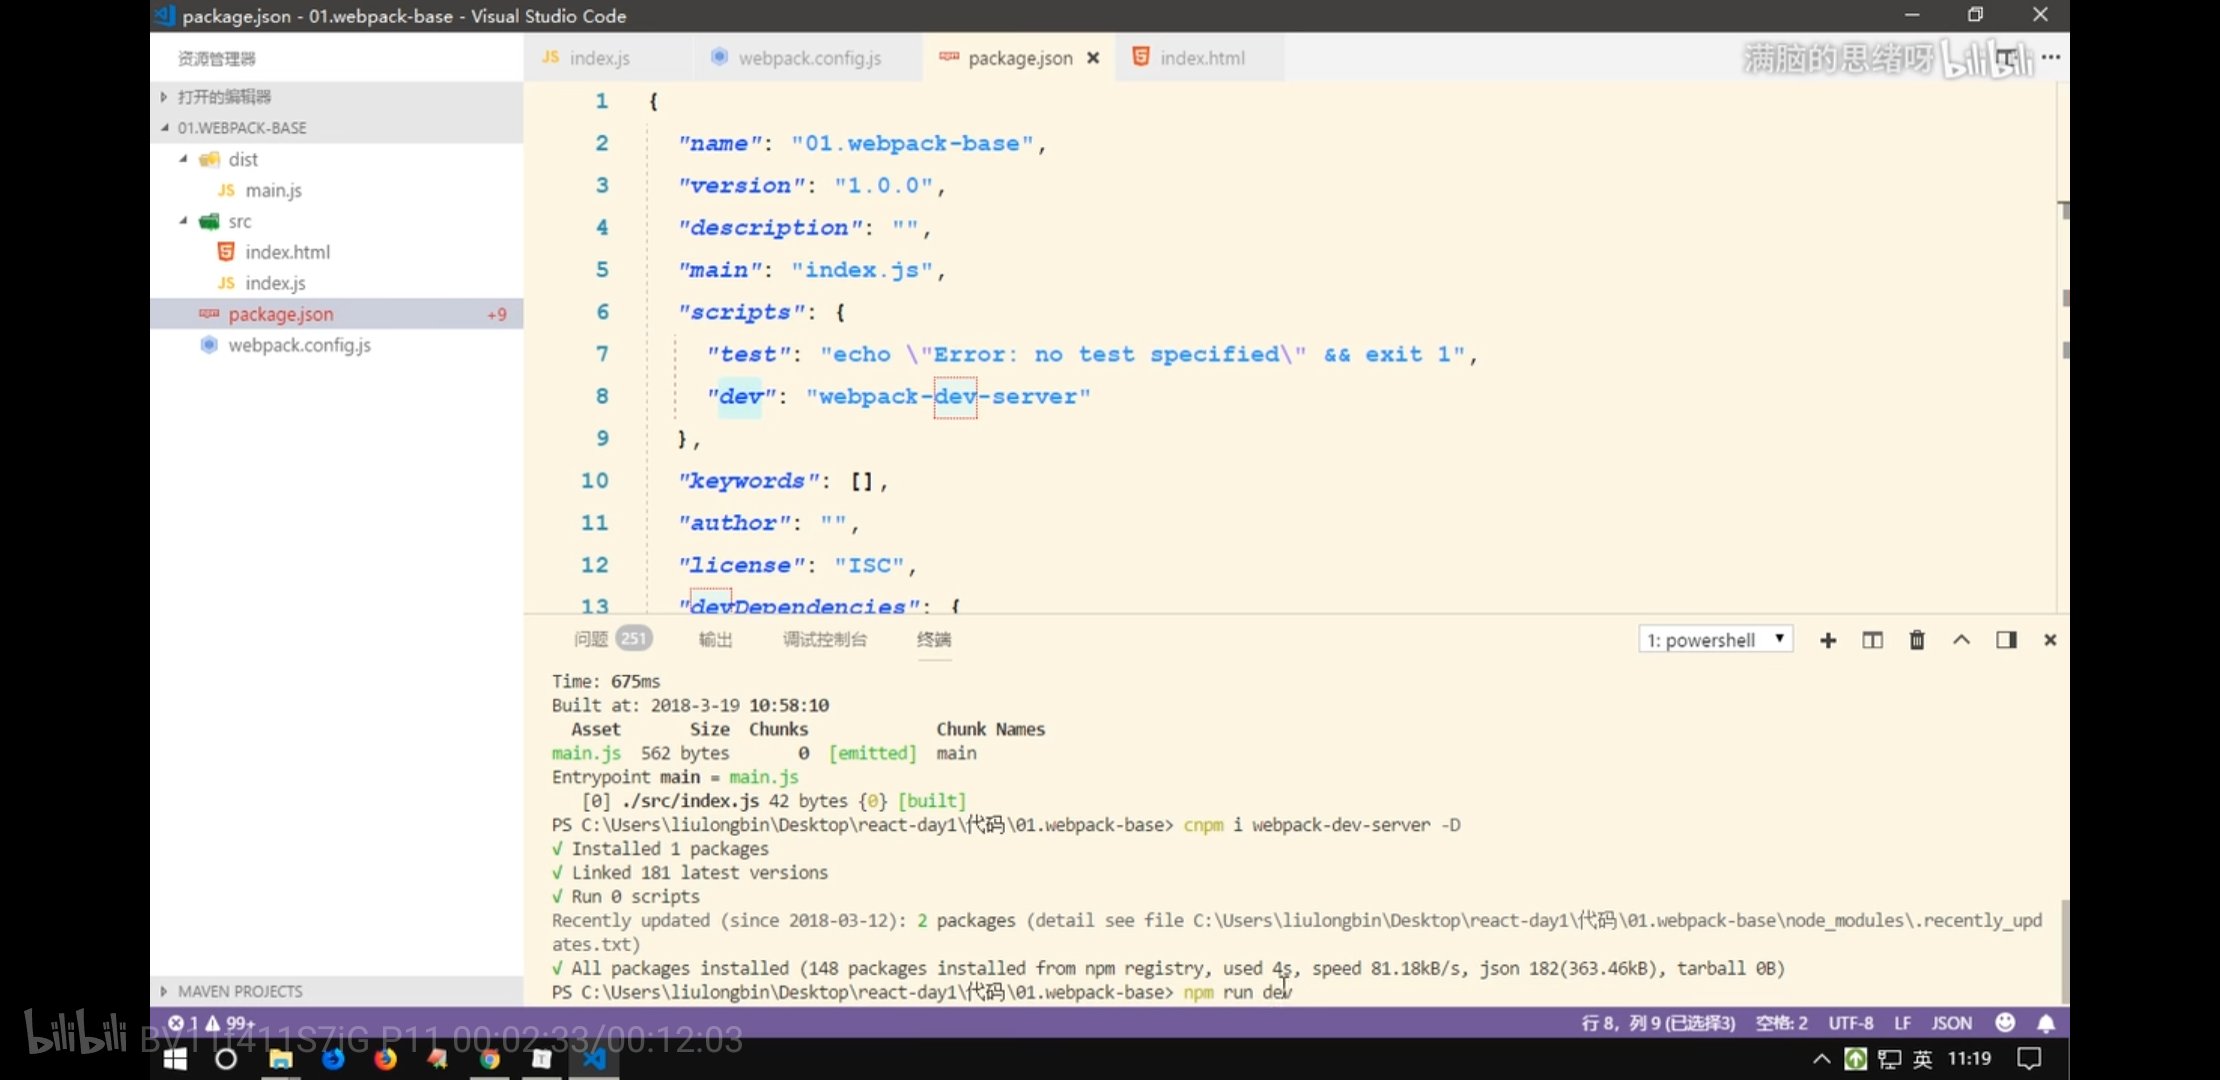 package.json - 01.webpack-base - Visual Studio Code
资源管理器
打开的编辑器
01.WEBPACK-BASE
dist
JS main.js
src
index.html
JS index.js
package.json +9
webpack.config.js
MAVEN PROJECTS
JS index.js webpack.config.js package.json index.html
满脑的思绪呀 bilibili
1 {
2 "name": "01.webpack-base",
3 "version": "1.0.0",
4 "description": "",
5 "main": "index.js",
6 "scripts": {
7 "test": "echo \"Error: no test specified\" && exit 1",
8 "dev": "webpack-dev-server"
9 },
10 "keywords": [],
11 "author": "",
12 "license": "ISC",
13 "devDependencies": {
问题 251 输出 调试控制台 终端 1: powershell
Time: 675ms
Built at: 2018-3-19 10:58:10
Asset Size Chunks Chunk Names
main.js 562 bytes 0 [emitted] main
Entrypoint main = main.js
[0] ./src/index.js 42 bytes {0} [built]
PS C:\Users\liulongbin\Desktop\react-day1\代码\01.webpack-base> cnpm i webpack-dev-server -D
√ Installed 1 packages
√ Linked 181 latest versions
√ Run 0 scripts
Recently updated (since 2018-03-12): 2 packages (detail see file C:\Users\liulongbin\Desktop\react-day1\代码\01.webpack-base\node_modules\.recently_upd
ates.txt)
√ All packages installed (148 packages installed from npm registry, used 4s, speed 81.18kB/s, json 182(363.46kB), tarball 0B)
PS C:\Users\liulongbin\Desktop\react-day1\代码\01.webpack-base> npm run dev
1 99+ 行 8，列 9 (已选择3) 空格: 2 UTF-8 LF JSON
bilibili P11 00:02:33/00:12:03
英 11:19